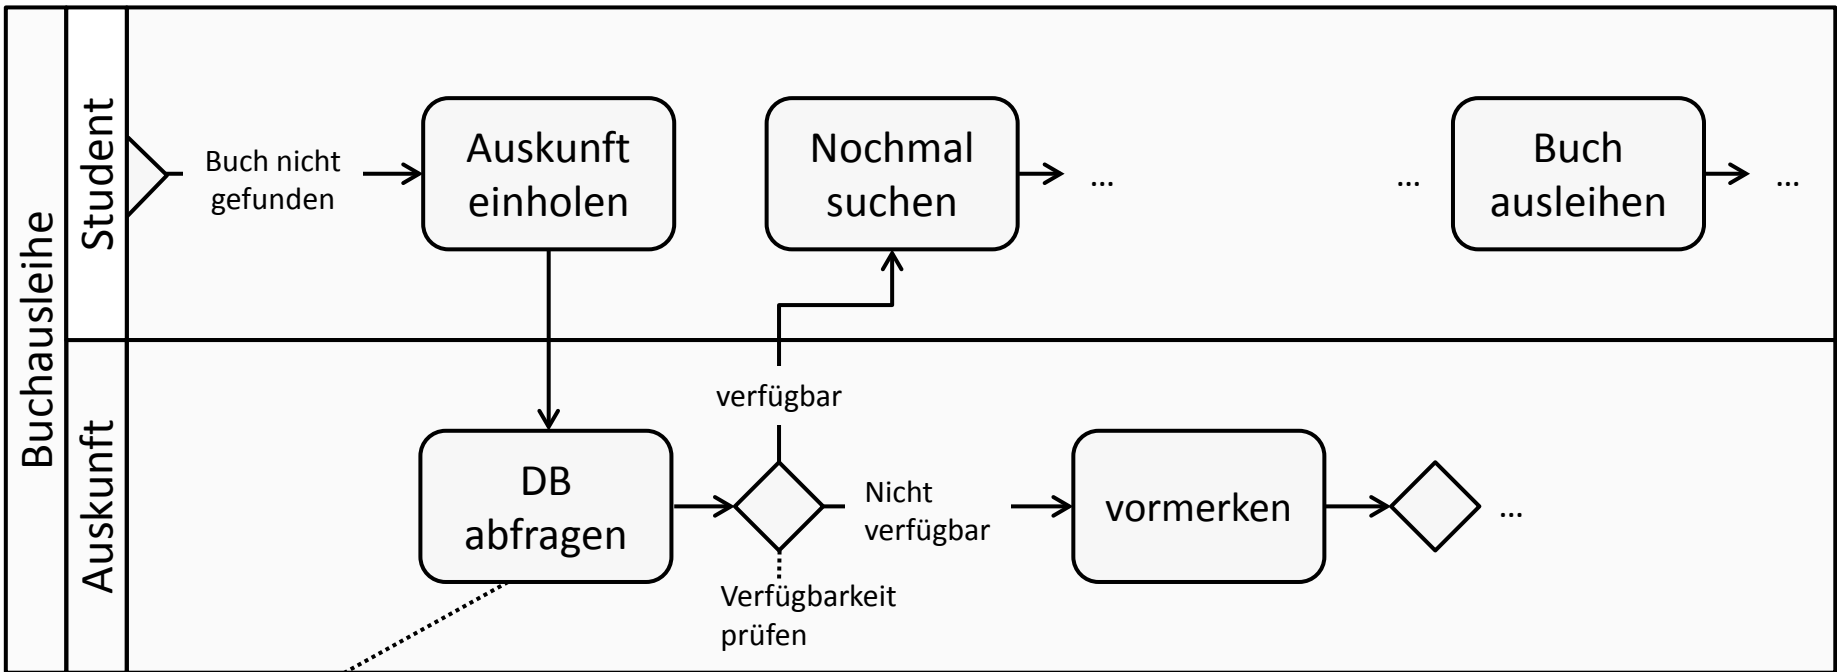 Buchausleihe
Student
Buch nicht
gefunden
Auskunft
einholen
Nochmal
suchen
...
...
Buch
ausleihen
...
Auskunft
DB
abfragen
verfügbar
Nicht
verfügbar
Verfügbarkeit
prüfen
vormerken
...